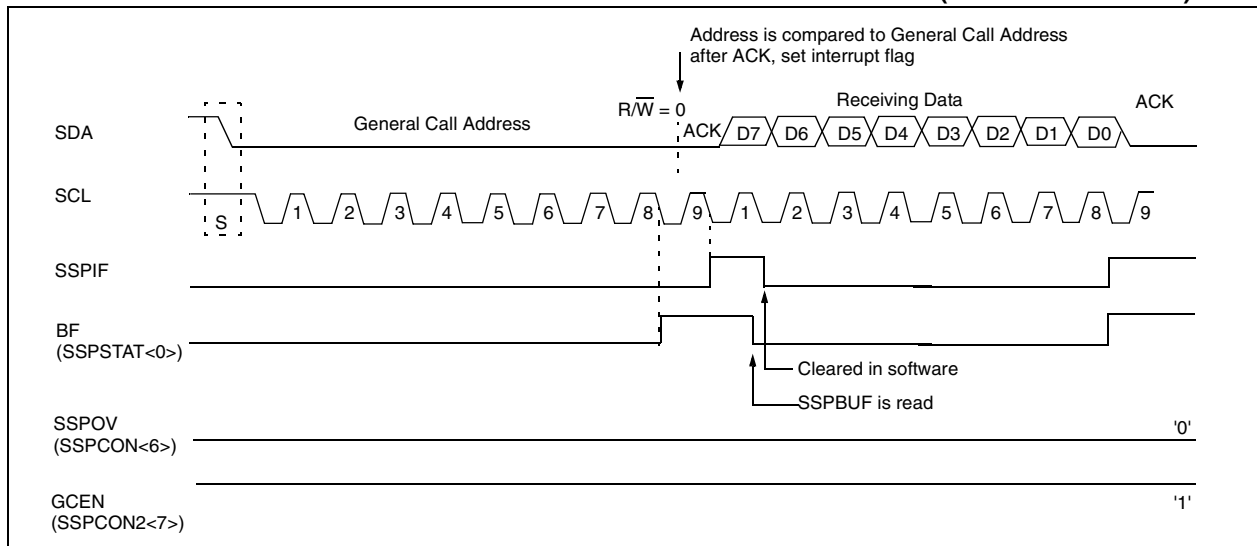 Address is compared to General Call Address
after ACK, set interrupt flag
R/W̅ = 0
Receiving Data
ACK
SDA
General Call Address
ACK
D7 D6 D5 D4 D3 D2 D1 D0
SCL
S
1 2 3 4 5 6 7 8 9 1 2 3 4 5 6 7 8 9
SSPIF
BF
(SSPSTAT<0>)
Cleared in software
SSPBUF is read
SSPOV
(SSPCON<6>)
'0'
GCEN
(SSPCON2<7>)
'1'